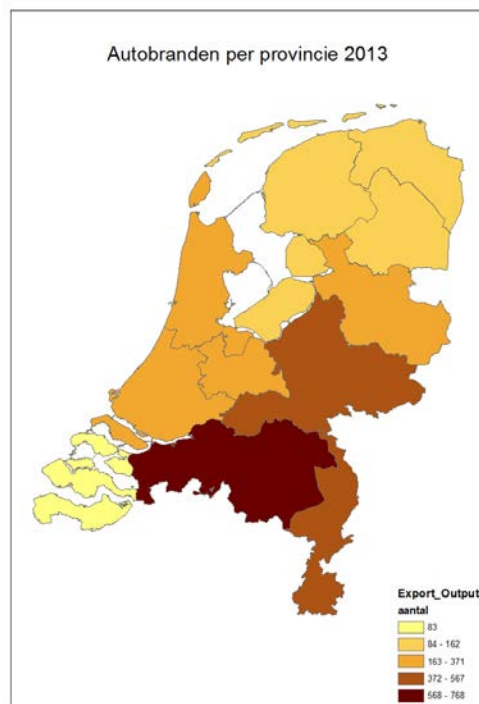 Autobranden per provincie 2013
Export_Output
aantal
83
84 - 162
163 - 371
372 - 567
568 - 768